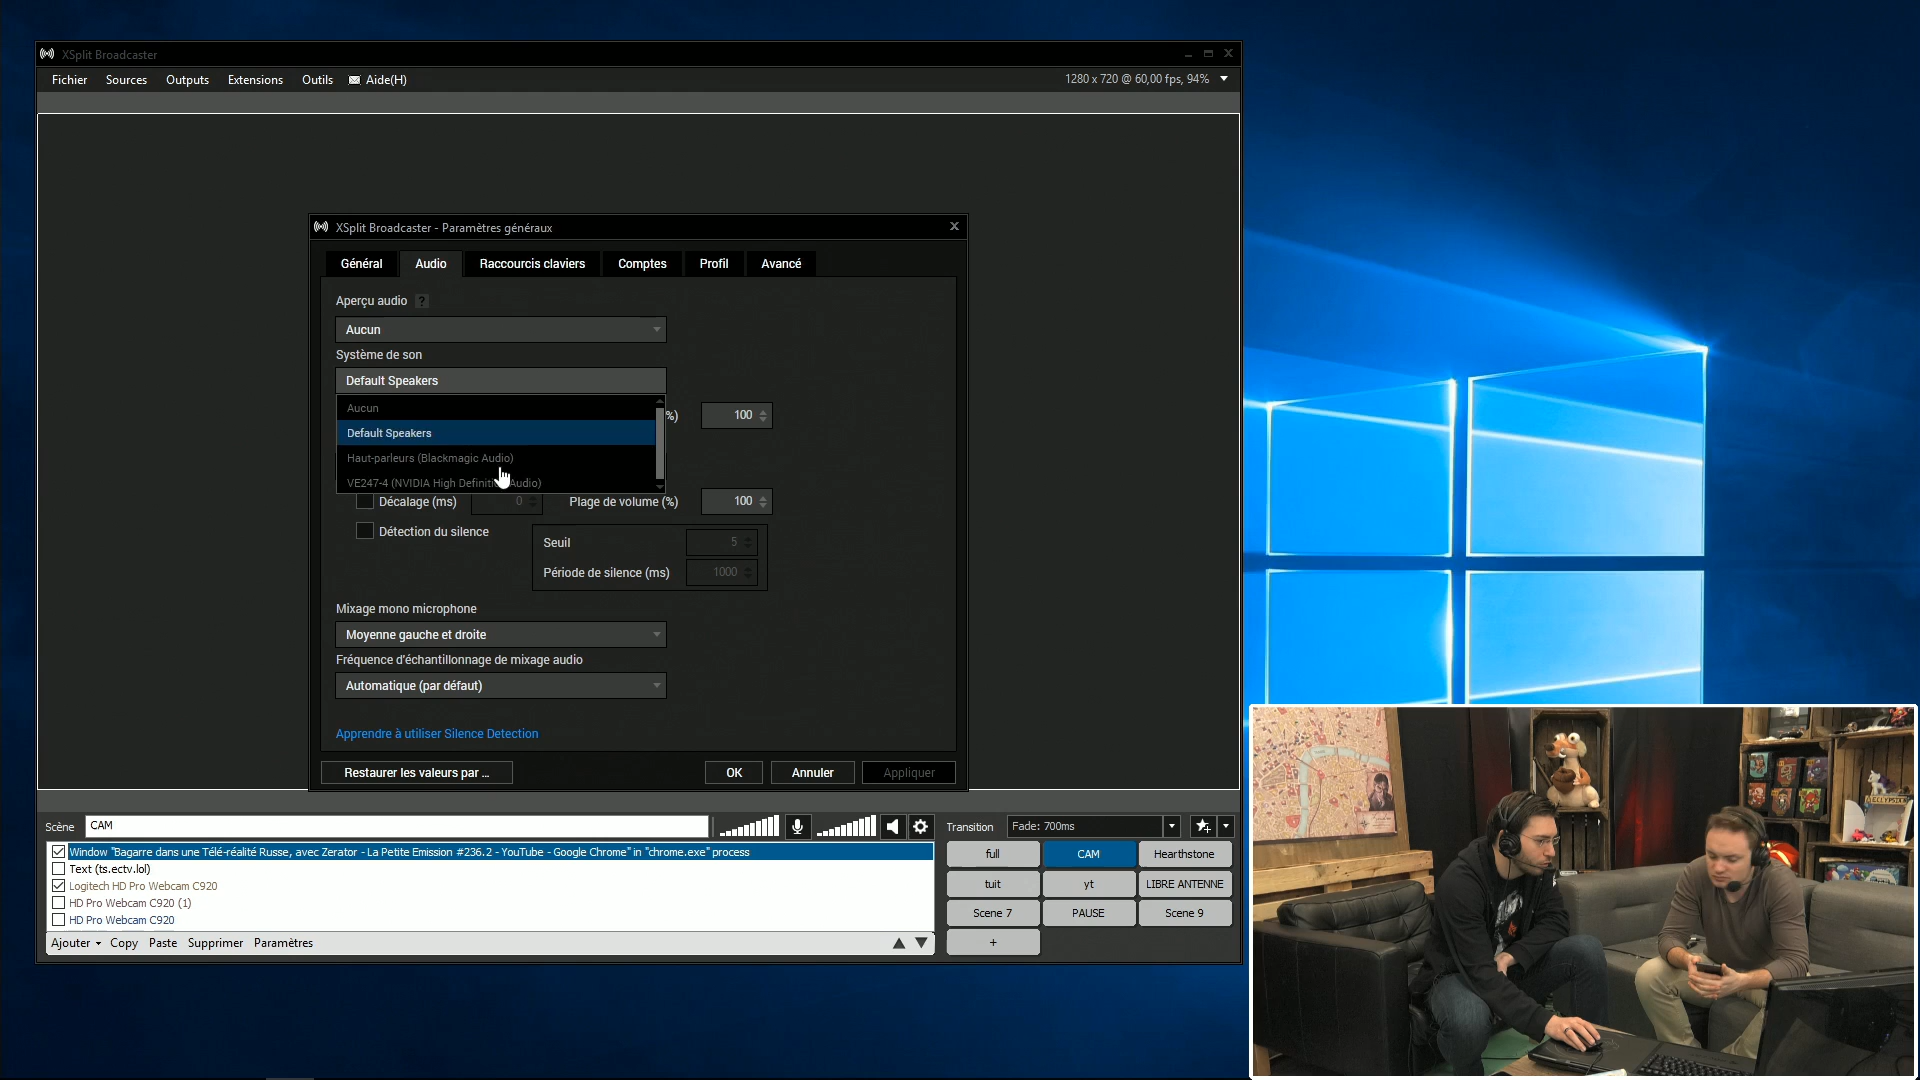 XSplit Broadcaster
Fichier Sources Outputs Extensions Outils Aide(H)
1280 x 720 @ 60,00 fps, 94%
XSplit Broadcaster - Paramètres généraux
Général Audio Raccourcis claviers Comptes Profil Avancé
Aperçu audio ?
Aucun
Système de son
Default Speakers
Aucun
%) 100
Default Speakers
Haut-parleurs (Blackmagic Audio)
VE247-4 (NVIDIA High Definiti Audio)
Décalage (ms) 0 Plage de volume (%) 100
Détection du silence
Seuil 5
Période de silence (ms) 1000
Mixage mono microphone
Moyenne gauche et droite
Fréquence d'échantillonnage de mixage audio
Automatique (par défaut)
Apprendre à utiliser Silence Detection
Restaurer les valeurs par ... OK Annuler Appliquer
Scène CAM
Transition Fade: 700ms
Window "Bagarre dans une Télé-réalité Russe, avec Zerator - La Petite Emission #236.2 - YouTube - Google Chrome" in "chrome.exe" process
Text (ts.ectv.lol)
Logitech HD Pro Webcam C920
HD Pro Webcam C920 (1)
HD Pro Webcam C920
Ajouter Copy Paste Supprimer Paramètres
full CAM Hearthstone
tuit yt LIBRE ANTENNE
Scene 7 PAUSE Scene 9
+